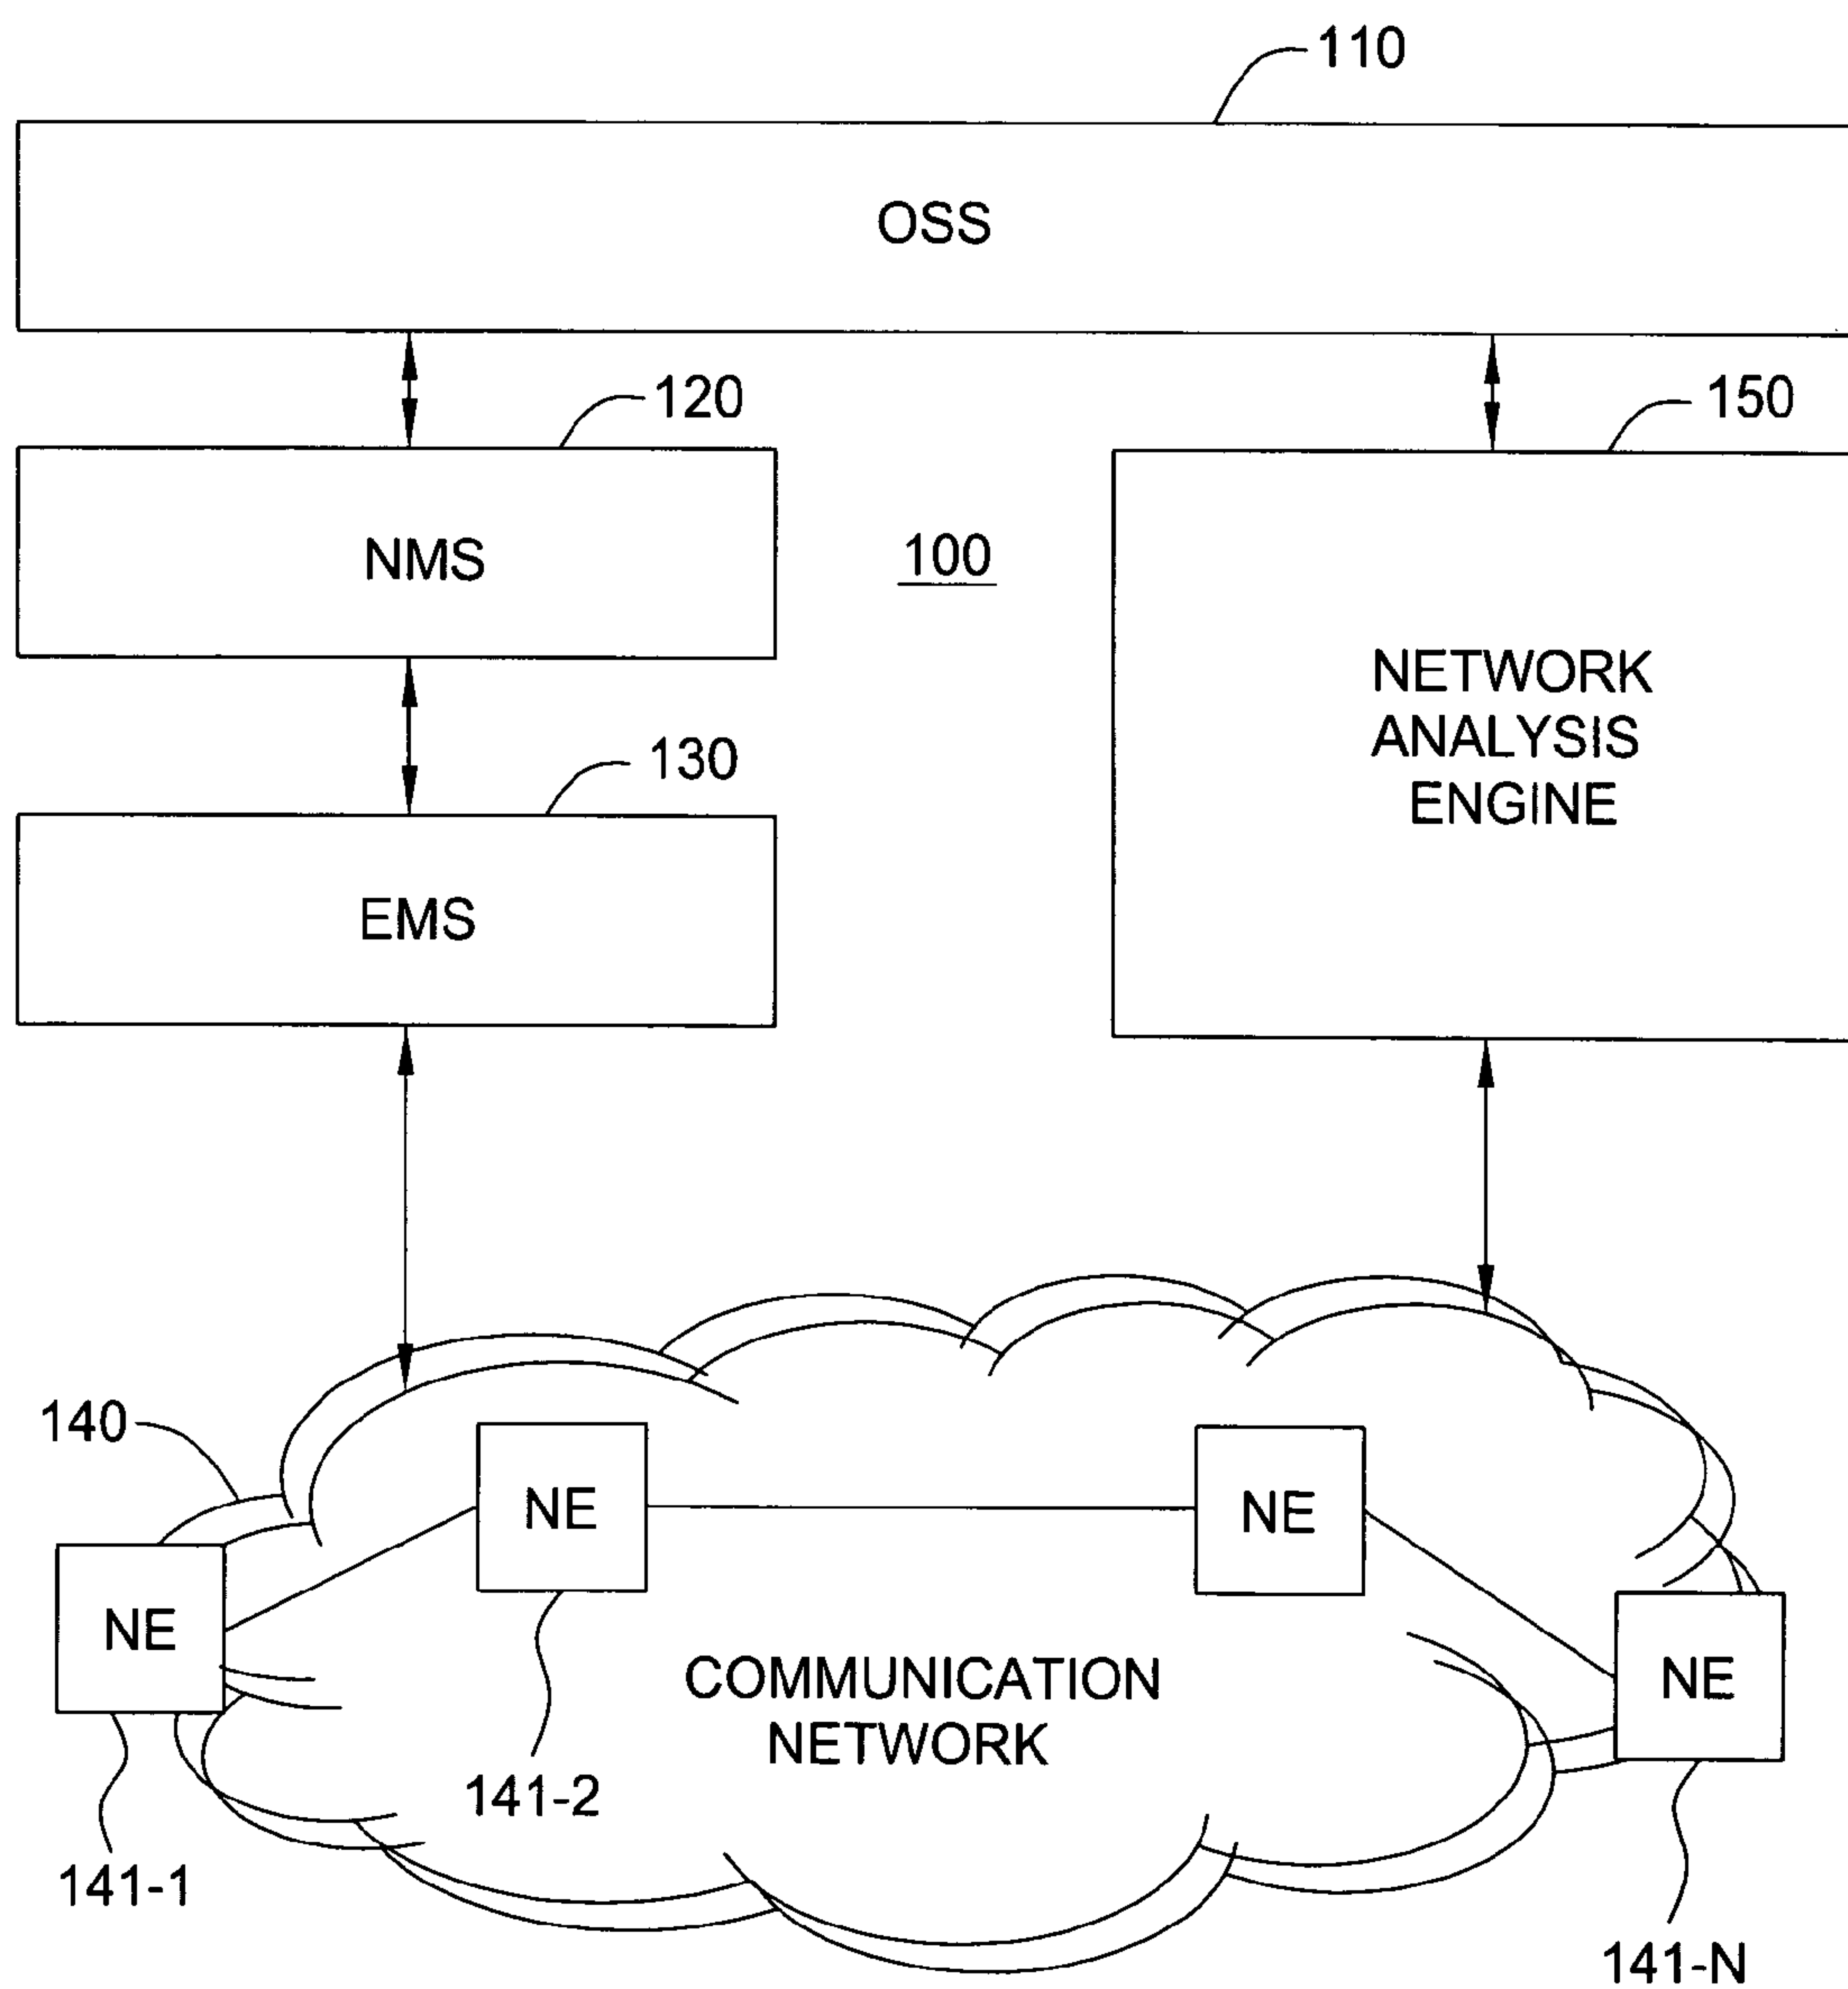 110
OSS
120
150
NMS
100
NETWORK
ANALYSIS
ENGINE
130
EMS
140
NE
NE
NE
NE
COMMUNICATION
NETWORK
141-2
141-1
141-N